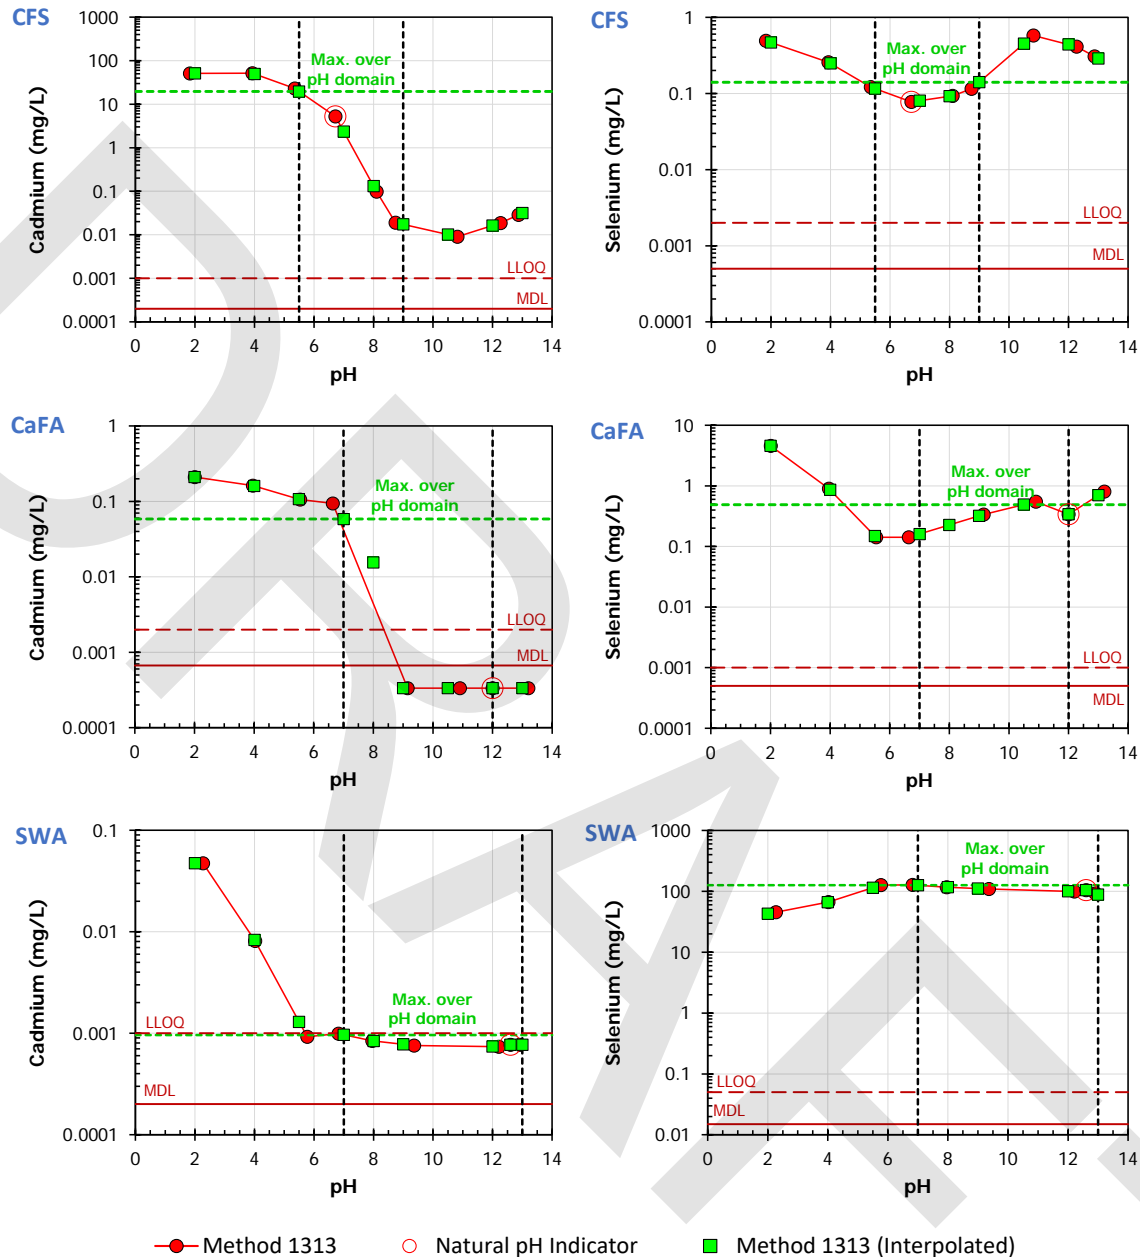 CFS
Cadmium (mg/L)
1000
100
10
1
0.1
0.01
0.001
0.0001
Max. over
pH domain
LLOQ
MDL
0 2 4 6 8 10 12 14
pH
Selenium (mg/L)
1
0.1
0.01
0.001
0.0001
Max. over
pH domain
LLOQ
MDL
0 2 4 6 8 10 12 14
pH
CFS
CaFA
Cadmium (mg/L)
1
0.1
0.01
0.001
0.0001
Max. over
pH domain
LLOQ
MDL
0 2 4 6 8 10 12 14
pH
CaFA
Selenium (mg/L)
10
1
0.1
0.01
0.001
0.0001
Max. over
pH domain
LLOQ
MDL
0 2 4 6 8 10 12 14
pH
SWA
Cadmium (mg/L)
0.1
0.01
0.001
0.0001
LLOQ
Max. over
pH domain
MDL
0 2 4 6 8 10 12 14
pH
SWA
Selenium (mg/L)
1000
100
10
1
0.1
0.01
Max. over
pH domain
LLOQ
MDL
0 2 4 6 8 10 12 14
pH
Method 1313 Natural pH Indicator Method 1313 (Interpolated)
DRAFT